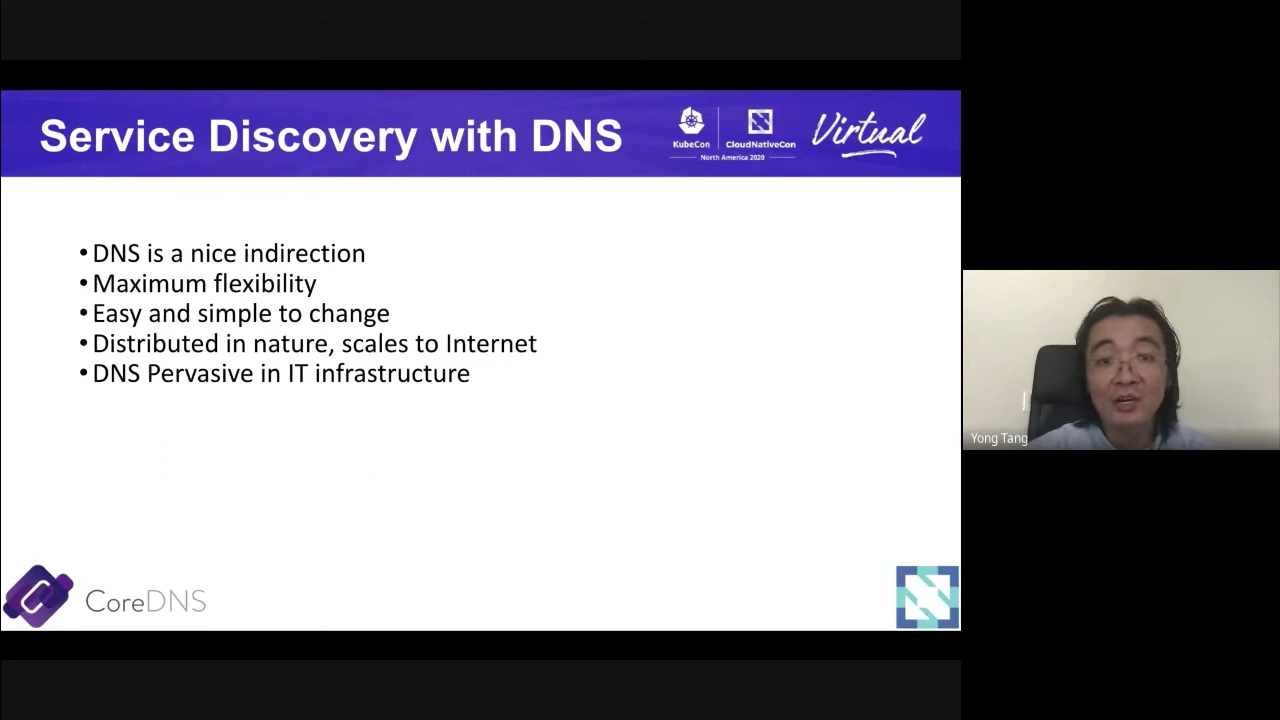 Service Discovery with DNS
KubeCon
CloudNativeCon
North America 2020
Virtual
•DNS is a nice indirection
•Maximum flexibility
•Easy and simple to change
•Distributed in nature, scales to Internet
•DNS Pervasive in IT infrastructure
Yong Tang
CoreDNS